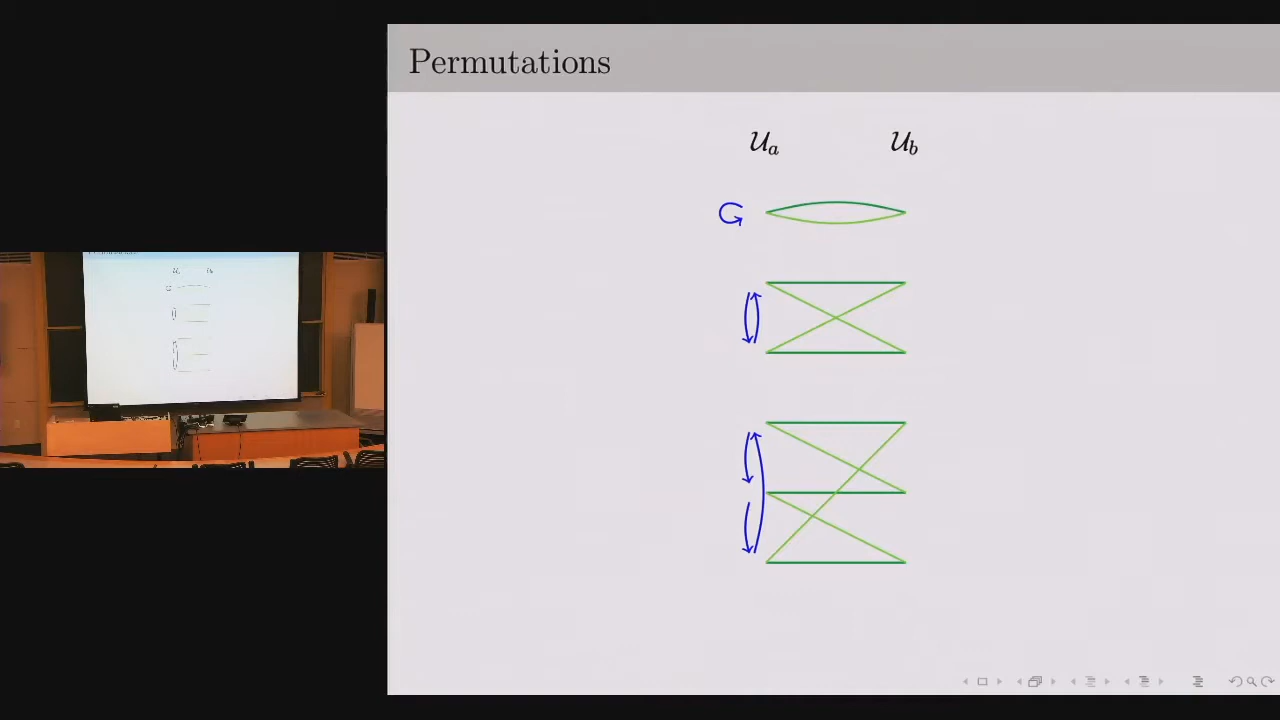 Permutations
𝒰ₐ 𝒰_b